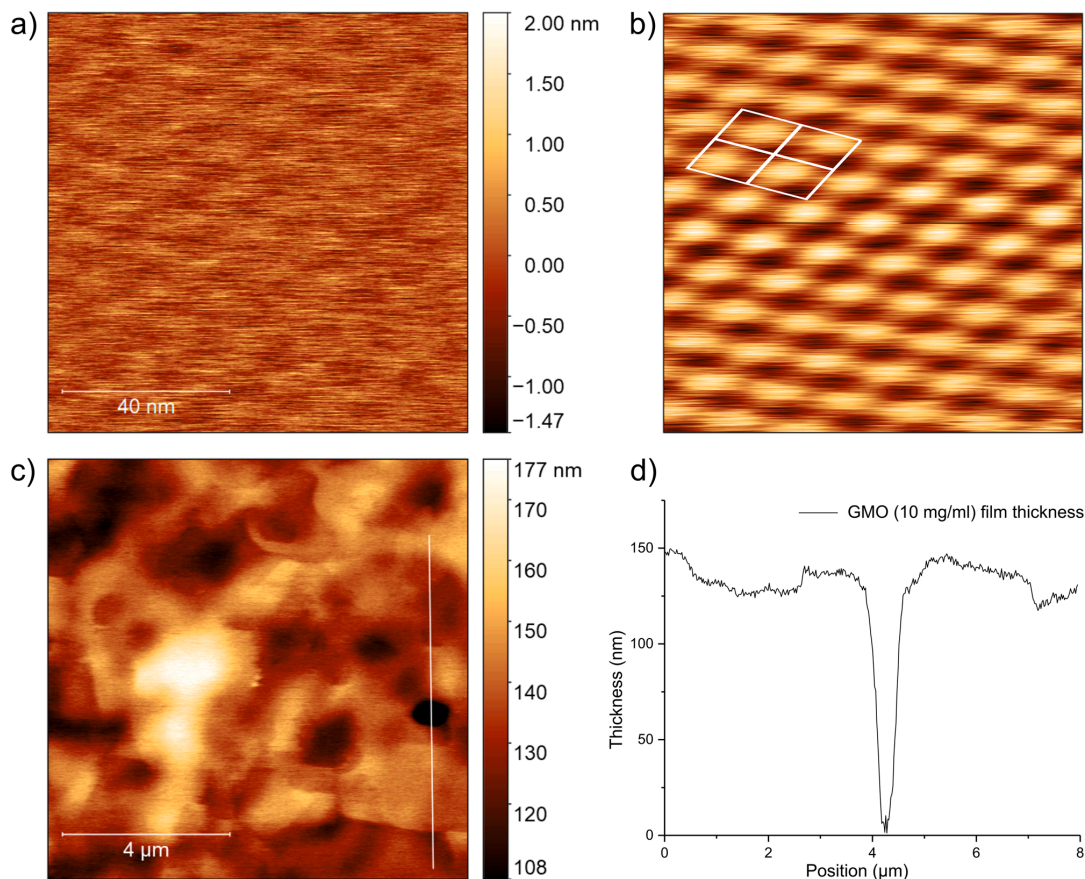 a)
2.00 nm
1.50
1.00
0.50
0.00
−0.50
−1.00
−1.47
40 nm
b)
c)
177 nm
170
160
150
140
130
120
108
4 µm
d)
GMO (10 mg/ml) film thickness
150
100
50
0
Thickness (nm)
0 2 4 6 8
Position (µm)